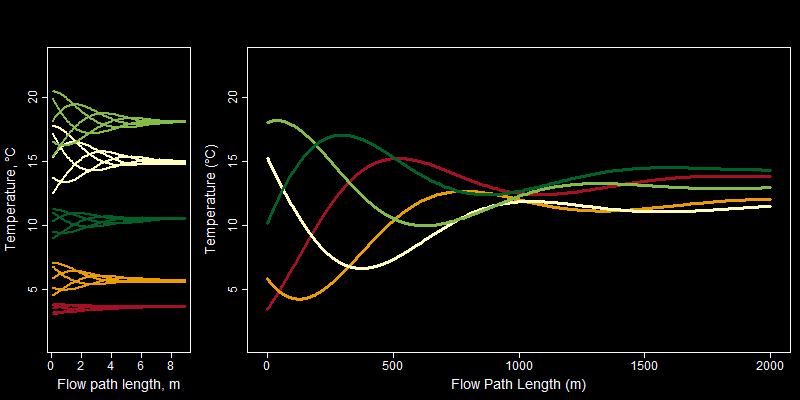 Temperature, °C
20
15
10
5
0 2 4 6 8
Flow path length, m
Temperature (°C)
20
15
10
5
0 500 1000 1500 2000
Flow Path Length (m)